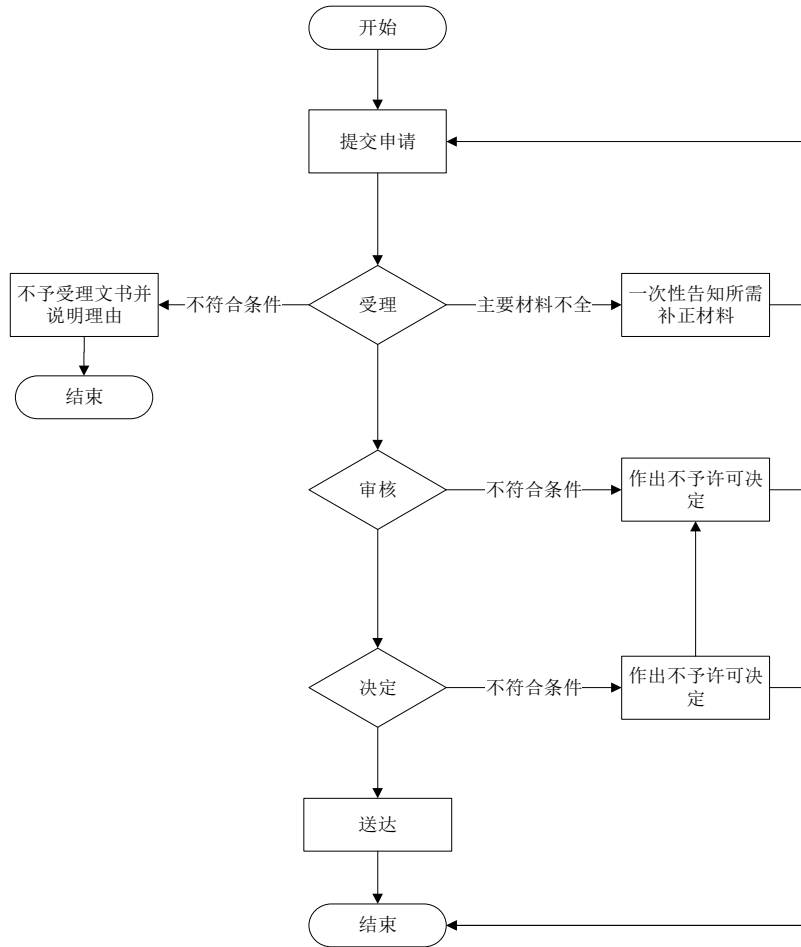 开始
提交申请
不予受理文书并
说明理由
不符合条件
受理
主要材料不全
一次性告知所需
补正材料
结束
审核
不符合条件
作出不予许可决
定
决定
不符合条件
作出不予许可决
定
送达
结束